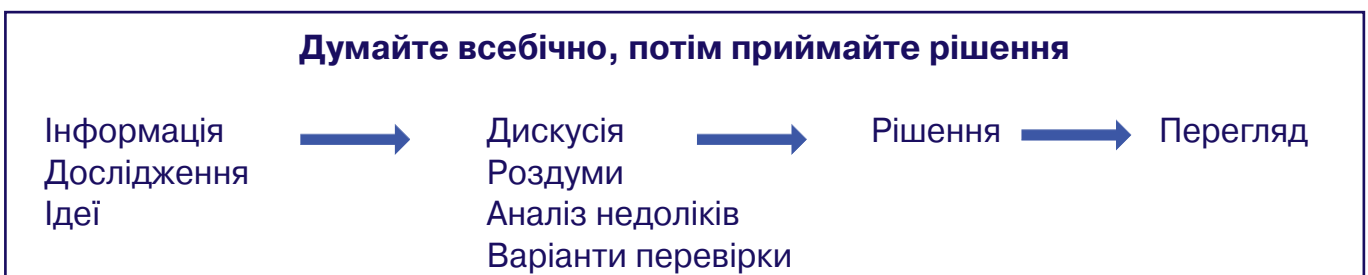 Думайте всебічно, потім приймайте рішення
Інформація
Дослідження
Ідеї
Дискусія
Роздуми
Аналіз недоліків
Варіанти перевірки
Рішення
Перегляд